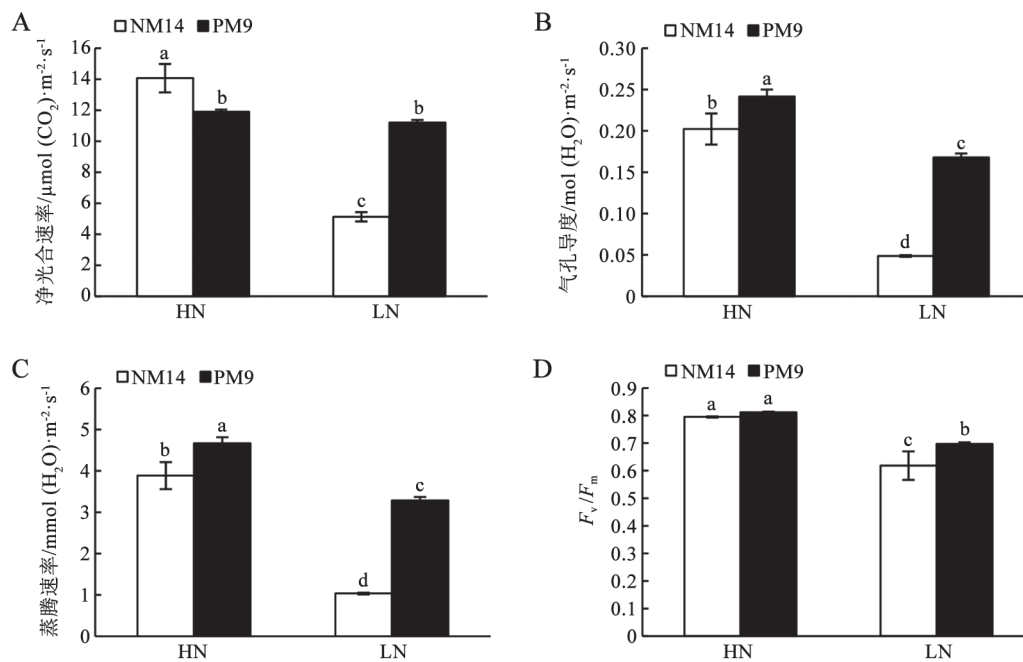 A
□NM14 ■PM9
净光合速率/μmol (CO₂)·m⁻²·s⁻¹
16
14
12
10
8
6
4
2
0
a
b
c
b
HN
LN
B
□NM14 ■PM9
气孔导度/mol (H₂O)·m⁻²·s⁻¹
0.30
0.25
0.20
0.15
0.10
0.05
0
b
a
d
c
HN
LN
C
□NM14 ■PM9
蒸腾速率/mmol (H₂O)·m⁻²·s⁻¹
6
5
4
3
2
1
0
b
a
d
c
HN
LN
D
□NM14 ■PM9
Fᵥ/Fₘ
0.9
0.8
0.7
0.6
0.5
0.4
0.3
0.2
0.1
0
a
a
c
b
HN
LN